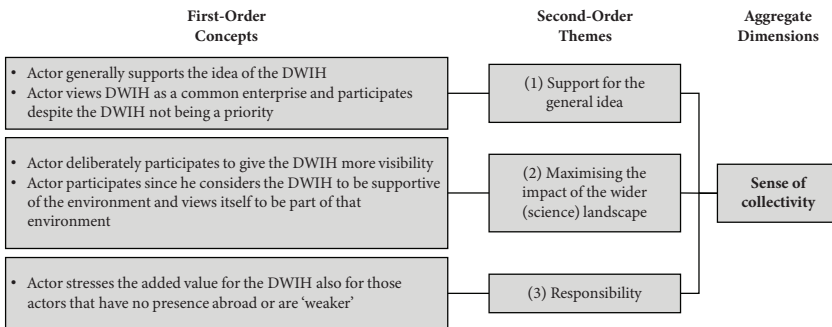 First-Order
Concepts
Second-Order
Themes
Aggregate
Dimensions
• Actor generally supports the idea of the DWIH
• Actor views DWIH as a common enterprise and participates
despite the DWIH not being a priority
(1) Support for the
general idea
• Actor deliberately participates to give the DWIH more visibility
• Actor participates since he considers the DWIH to be supportive
of the environment and views itself to be part of that
environment
(2) Maximising the
impact of the wider
(science) landscape
Sense of
collectivity
• Actor stresses the added value for the DWIH also for those
actors that have no presence abroad or are ‘weaker’
(3) Responsibility